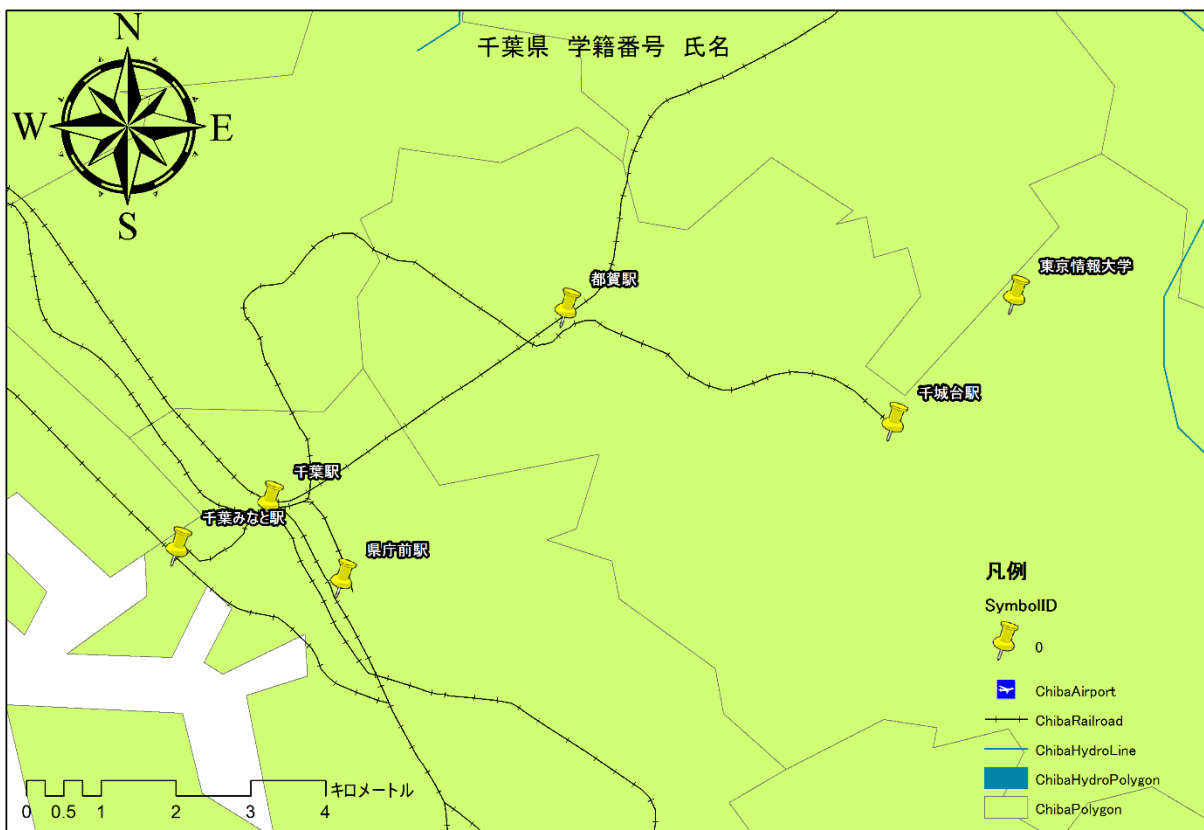 千葉県 学籍番号 氏名
N
W
E
S
都賀駅
東京情報大学
千城台駅
千葉駅
千葉みなと駅
県庁前駅
凡例
SymbolID
0
ChibaAirport
ChibaRailroad
ChibaHydroLine
ChibaHydroPolygon
ChibaPolygon
キロメートル
0 0.5 1 2 3 4